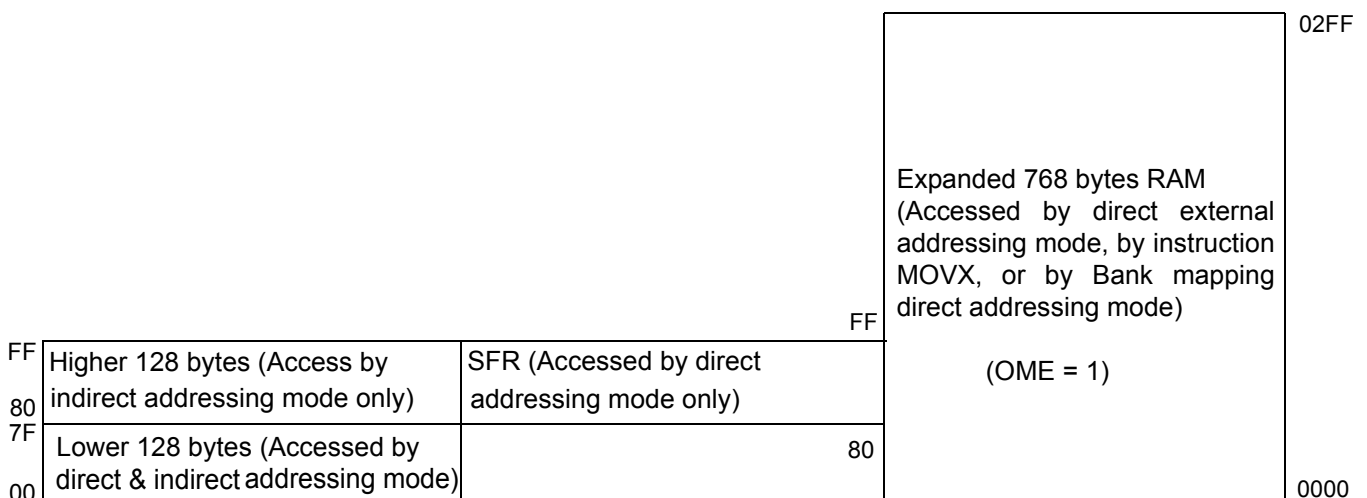 02FF
Expanded 768 bytes RAM
(Accessed by direct external
addressing mode, by instruction
MOVX, or by Bank mapping
direct addressing mode)
(OME = 1)
FF
FF
Higher 128 bytes (Access by
indirect addressing mode only)
80
SFR (Accessed by direct
addressing mode only)
7F
Lower 128 bytes (Accessed by
direct & indirect addressing mode)
00
80
0000